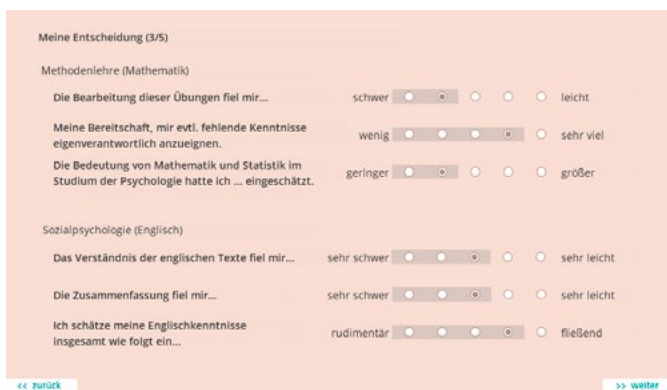 Meine Entscheidung (3/5)
Methodenlehre (Mathematik)
Die Bearbeitung dieser Übungen fiel mir... schwer leicht
Meine Bereitschaft, mir evtl. fehlende Kenntnisse
eigenverantwortlich anzueignen. wenig sehr viel
Die Bedeutung von Mathematik und Statistik im
Studium der Psychologie hatte ich ... eingeschätzt. geringer größer
Sozialpsychologie (Englisch)
Das Verständnis der englischen Texte fiel mir... sehr schwer sehr leicht
Die Zusammenfassung fiel mir... sehr schwer sehr leicht
Ich schätze meine Englischkenntnisse
insgesamt wie folgt ein... rudimentär fließend
<< zurück >> weiter